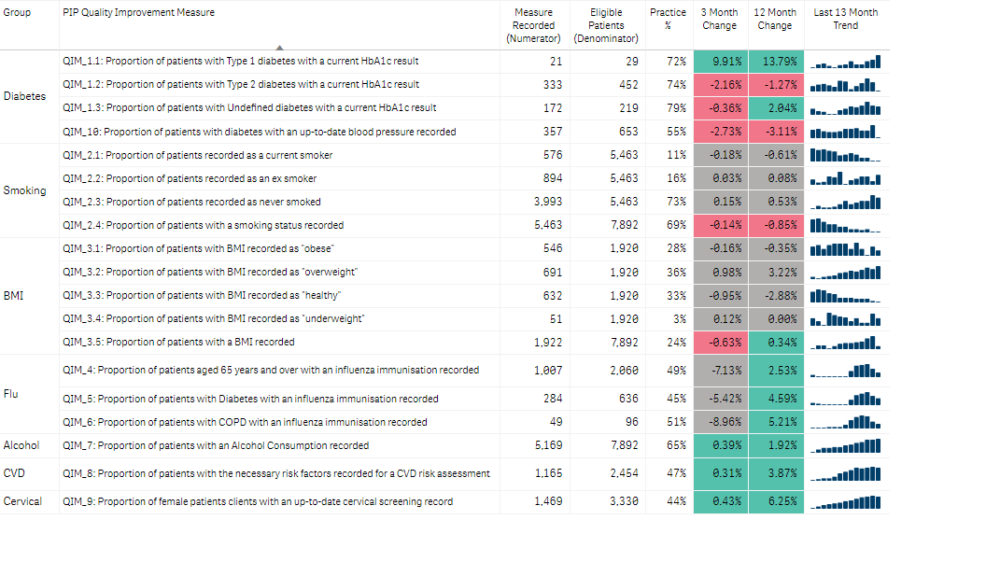 Group PIP Quality Improvement Measure Measure Recorded (Numerator) Eligible Patients (Denominator) Practice % 3 Month Change 12 Month Change Last 13 Month Trend
Diabetes
QIM_1.1: Proportion of patients with Type 1 diabetes with a current HbA1c result 21 29 72% 9.91% 13.79%
QIM_1.2: Proportion of patients with Type 2 diabetes with a current HbA1c result 333 452 74% -2.16% -1.27%
QIM_1.3: Proportion of patients with Undefined diabetes with a current HbA1c result 172 219 79% -0.36% 2.04%
QIM_10: Proportion of patients with diabetes with an up-to-date blood pressure recorded 357 653 55% -2.73% -3.11%
Smoking
QIM_2.1: Proportion of patients recorded as a current smoker 576 5,463 11% -0.18% -0.61%
QIM_2.2: Proportion of patients recorded as an ex smoker 894 5,463 16% 0.03% 0.08%
QIM_2.3: Proportion of patients recorded as never smoked 3,993 5,463 73% 0.15% 0.53%
QIM_2.4: Proportion of patients with a smoking status recorded 5,463 7,892 69% -0.14% -0.85%
BMI
QIM_3.1: Proportion of patients with BMI recorded as "obese" 546 1,920 28% -0.16% -0.35%
QIM_3.2: Proportion of patients with BMI recorded as "overweight" 691 1,920 36% 0.98% 3.22%
QIM_3.3: Proportion of patients with BMI recorded as "healthy" 632 1,920 33% -0.95% -2.88%
QIM_3.4: Proportion of patients with BMI recorded as "underweight" 51 1,920 3% 0.12% 0.00%
QIM_3.5: Proportion of patients with a BMI recorded 1,922 7,892 24% -0.63% 0.34%
Flu
QIM_4: Proportion of patients aged 65 years and over with an influenza immunisation recorded 1,007 2,060 49% -7.13% 2.53%
QIM_5: Proportion of patients with Diabetes with an influenza immunisation recorded 284 636 45% -5.42% 4.59%
QIM_6: Proportion of patients with COPD with an influenza immunisation recorded 49 96 51% -8.96% 5.21%
Alcohol QIM_7: Proportion of patients with an Alcohol Consumption recorded 5,169 7,892 65% 0.39% 1.92%
CVD QIM_8: Proportion of patients with the necessary risk factors recorded for a CVD risk assessment 1,165 2,454 47% 0.31% 3.87%
Cervical QIM_9: Proportion of female patients clients with an up-to-date cervical screening record 1,469 3,330 44% 0.43% 6.25%